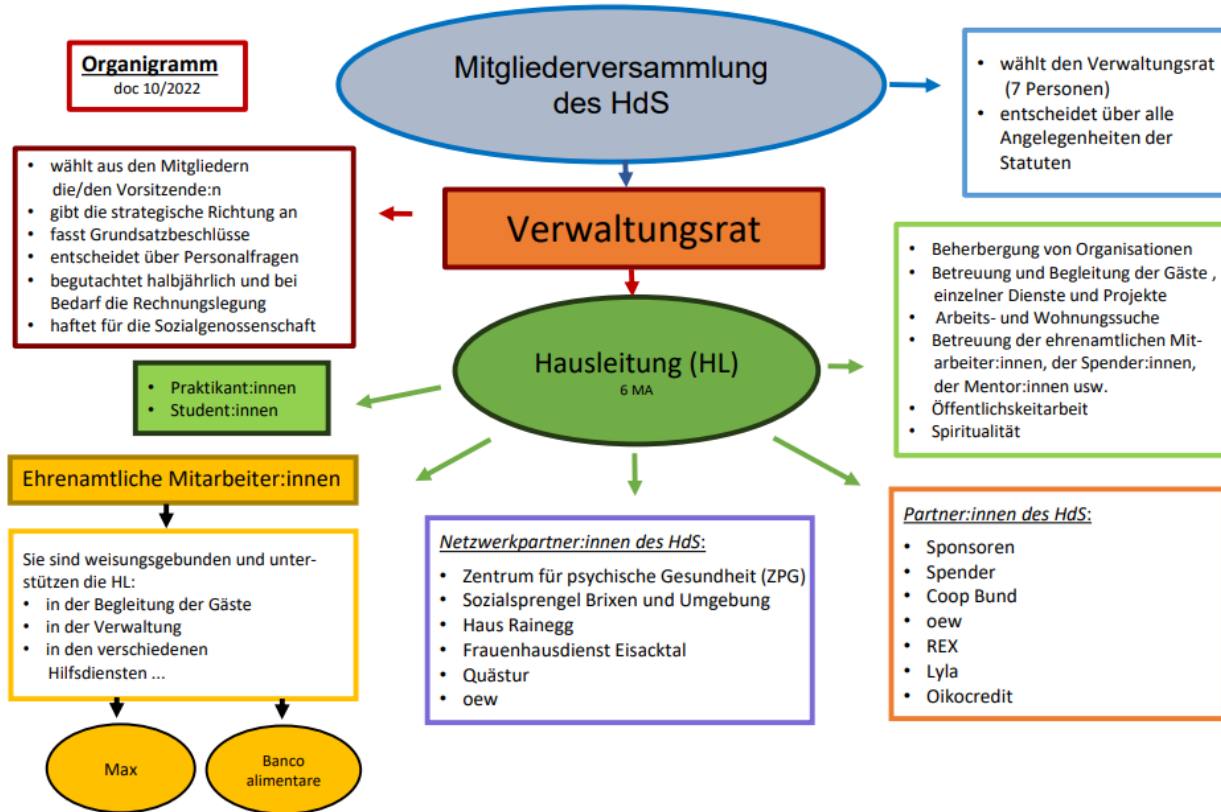 Organigramm
doc 10/2022
Mitgliederversammlung
des HdS
• wählt den Verwaltungsrat
(7 Personen)
• entscheidet über alle
Angelegenheiten der
Statuten
• wählt aus den Mitgliedern
die/den Vorsitzende:n
• gibt die strategische Richtung an
• fasst Grundsatzbeschlüsse
• entscheidet über Personalfragen
• begutachtet halbjährlich und bei
Bedarf die Rechnungslegung
• haftet für die Sozialgenossenschaft
Verwaltungsrat
• Beherbergung von Organisationen
• Betreuung und Begleitung der Gäste ,
einzelner Dienste und Projekte
• Arbeits- und Wohnungssuche
• Betreuung der ehrenamtlichen Mit-
arbeiter:innen, der Spender:innen,
der Mentor:innen usw.
• Öffentlichskeitarbeit
• Spiritualität
Hausleitung (HL)
6 MA
• Praktikant:innen
• Student:innen
Ehrenamtliche Mitarbeiter:innen
Sie sind weisungsgebunden und unter-
stützen die HL:
• in der Begleitung der Gäste
• in der Verwaltung
• in den verschiedenen
Hilfsdiensten ...
Max
Banco
alimentare
Netzwerkpartner:innen des HdS:
• Zentrum für psychische Gesundheit (ZPG)
• Sozialsprengel Brixen und Umgebung
• Haus Rainegg
• Frauenhausdienst Eisacktal
• Quästur
• oew
Partner:innen des HdS:
• Sponsoren
• Spender
• Coop Bund
• oew
• REX
• Lyla
• Oikocredit